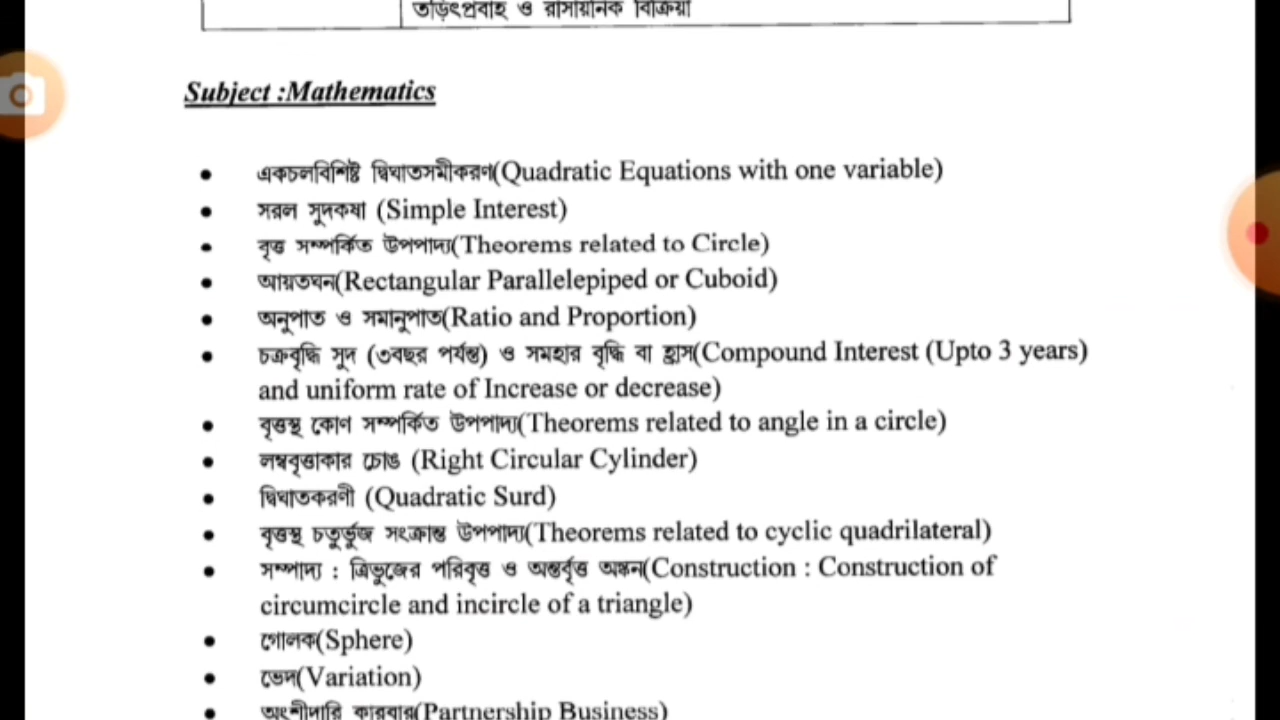 তড়িৎপ্রবাহ ও রাসায়নিক বিক্রিয়া
Subject :Mathematics
• একচলবিশিষ্ট দ্বিঘাতসমীকরণ(Quadratic Equations with one variable)
• সরল সুদকষা (Simple Interest)
• বৃত্ত সম্পর্কিত উপপাদ্য(Theorems related to Circle)
• আয়তঘন(Rectangular Parallelepiped or Cuboid)
• অনুপাত ও সমানুপাত(Ratio and Proportion)
• চক্রবৃদ্ধি সুদ (৩বছর পর্যন্ত) ও সমহার বৃদ্ধি বা হ্রাস(Compound Interest (Upto 3 years)
and uniform rate of Increase or decrease)
• বৃত্তস্থ কোণ সম্পর্কিত উপপাদ্য(Theorems related to angle in a circle)
• লম্ববৃত্তাকার চোঙ (Right Circular Cylinder)
• দ্বিঘাতকরণী (Quadratic Surd)
• বৃত্তস্থ চতুর্ভুজ সংক্রান্ত উপপাদ্য(Theorems related to cyclic quadrilateral)
• সম্পাদ্য : ত্রিভুজের পরিবৃত্ত ও অন্তর্বৃত্ত অঙ্কন(Construction : Construction of
circumcircle and incircle of a triangle)
• গোলক(Sphere)
• ভেদ(Variation)
• অংশীদারি কারবার(Partnership Business)